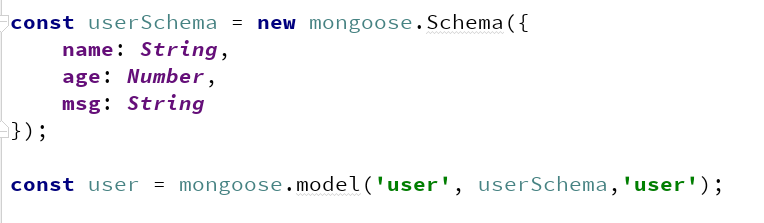 const userSchema = new mongoose.Schema({
    name: String,
    age: Number,
    msg: String
});
const user = mongoose.model('user', userSchema,'user');